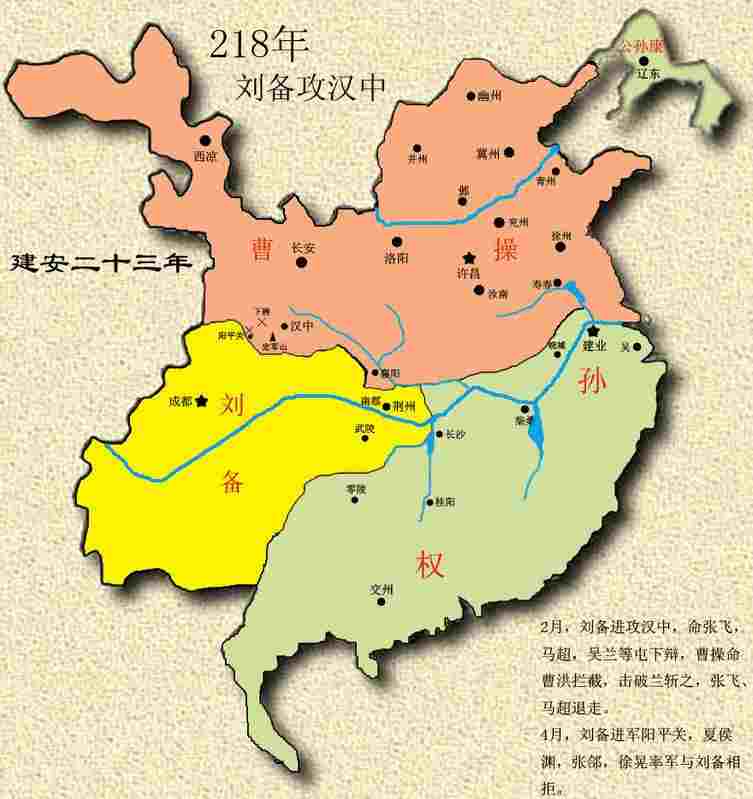 218年
刘备攻汉中
公孙康
辽东
幽州
西凉
并州
冀州
青州
邺
兖州
徐州
建安二十三年
曹
长安
洛阳
操
许昌
寿春
汝南
下辨
汉中
阳平关
定军山
皖城
建业
吴
襄阳
孙
成都
刘
南郡
荆州
柴桑
武陵
长沙
备
零陵
桂阳
权
交州
2月，刘备进攻汉中，命张飞，
马超，吴兰等屯下辩，曹操命
曹洪拦截，击破兰斩之，张飞、
马超退走。
4月，刘备进军阳平关，夏侯
渊，张郃，徐晃率军与刘备相
拒。